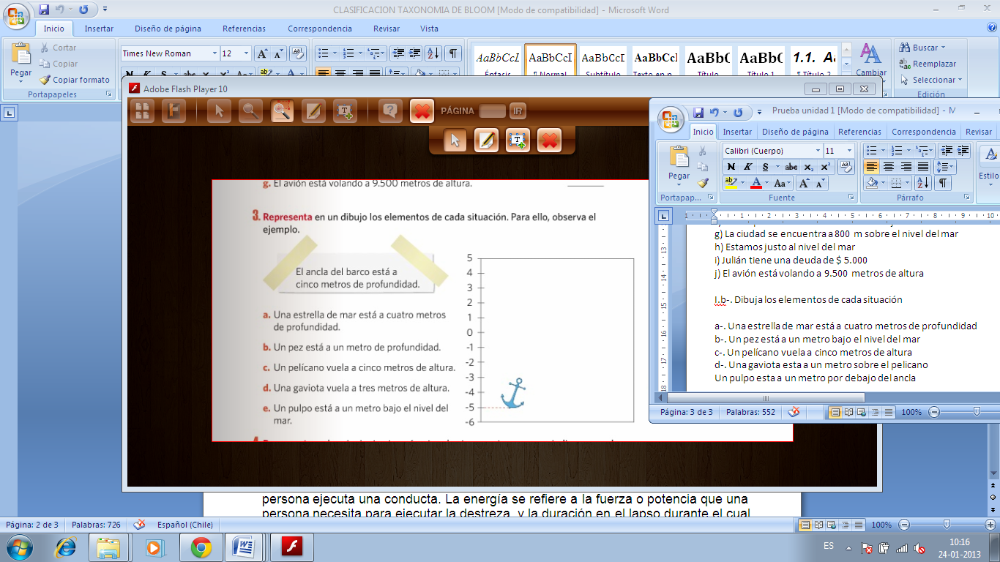 CLASIFICACION TAXONOMIA DE BLOOM [Modo de compatibilidad] - Microsoft Word
Inicio Insertar Diseño de página Referencias Correspondencia Revisar Vista
Pegar
Cortar
Copiar
Copiar formato
Portapapeles
Times New Roman 12
AaBbCcI AaBbCcI AaBbCcI AaBbCcI AaBbC AaBbC 1.1. A
Énfasis ¶ Normal Subtítulo Texto en n Título Título 1 ¶ Título 2
Cambiar
Buscar
Reemplazar
Seleccionar
Edición
Adobe Flash Player 10
PÁGINA IR
g. El avión está volando a 9.500 metros de altura. ________
3. Representa en un dibujo los elementos de cada situación. Para ello, observa el
ejemplo.
El ancla del barco está a
cinco metros de profundidad.
a. Una estrella de mar está a cuatro metros
de profundidad.
b. Un pez está a un metro de profundidad.
c. Un pelícano vuela a cinco metros de altura.
d. Una gaviota vuela a tres metros de altura.
e. Un pulpo está a un metro bajo el nivel del
mar.
5
4
3
2
1
0
-1
-2
-3
-4
-5
-6
Prueba unidad 1 [Modo de compatibilidad] - M
Inicio Insertar Diseño de página Referencias Correspondencia Revisar
Pegar
Portapap...
Calibri (Cuerpo) 11
N K S abc x₂ x²
Aa A A
Fuente
Párrafo
Estilo
1 1 2 3 4 5 6 7 8 9 10
g) La ciudad se encuentra a 800 m sobre el nivel del mar
h) Estamos justo al nivel del mar
i) Julián tiene una deuda de $ 5.000
j) El avión está volando a 9.500 metros de altura
I.b-. Dibuja los elementos de cada situación
a-. Una estrella de mar está a cuatro metros de profundidad
b-. Un pez está a un metro bajo el nivel del mar
c-. Un pelícano vuela a cinco metros de altura
d-. Una gaviota esta a un metro sobre el pelicano
Un pulpo esta a un metro por debajo del ancla
Página: 3 de 3 Palabras: 552 100%
persona ejecuta una conducta. La energía se refiere a la fuerza o potencia que una
persona necesita para ejecutar la destreza, y la duración en el lapso durante el cual
Página: 2 de 3 Palabras: 726 Español (Chile) 100%
ES 10:16
24-01-2013